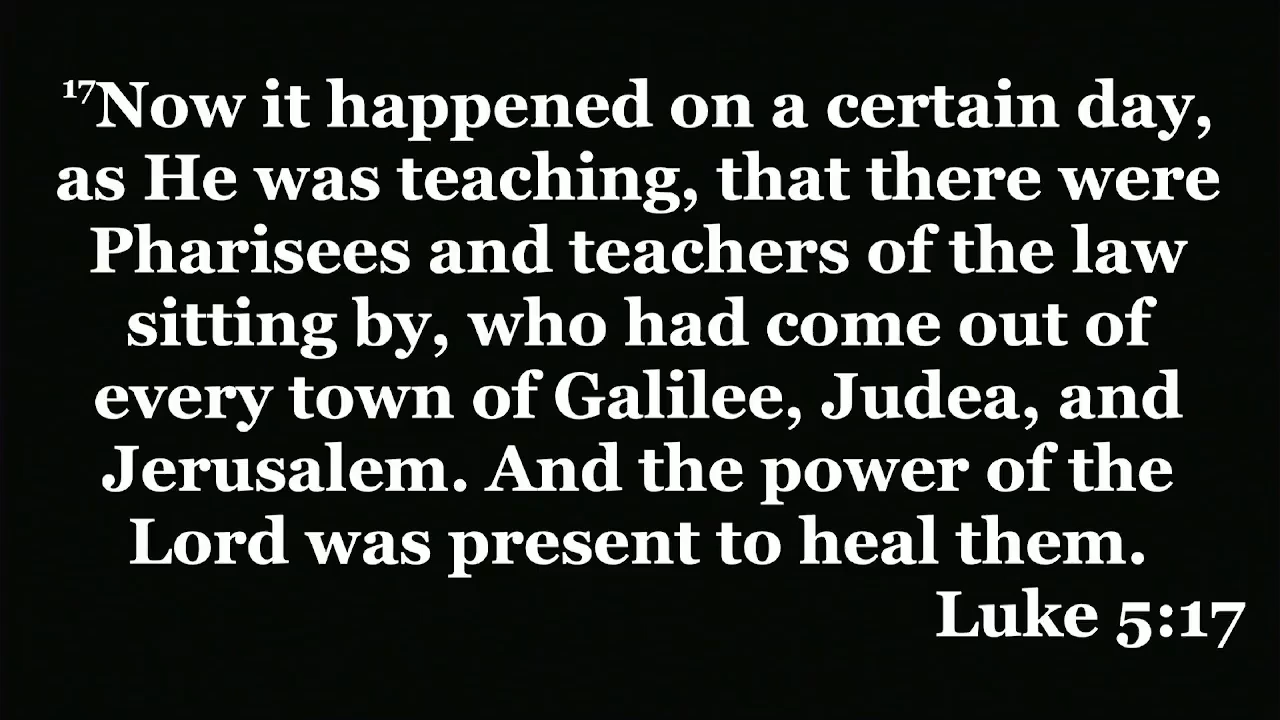 17Now it happened on a certain day,
as He was teaching, that there were
Pharisees and teachers of the law
sitting by, who had come out of
every town of Galilee, Judea, and
Jerusalem. And the power of the
Lord was present to heal them.
Luke 5:17